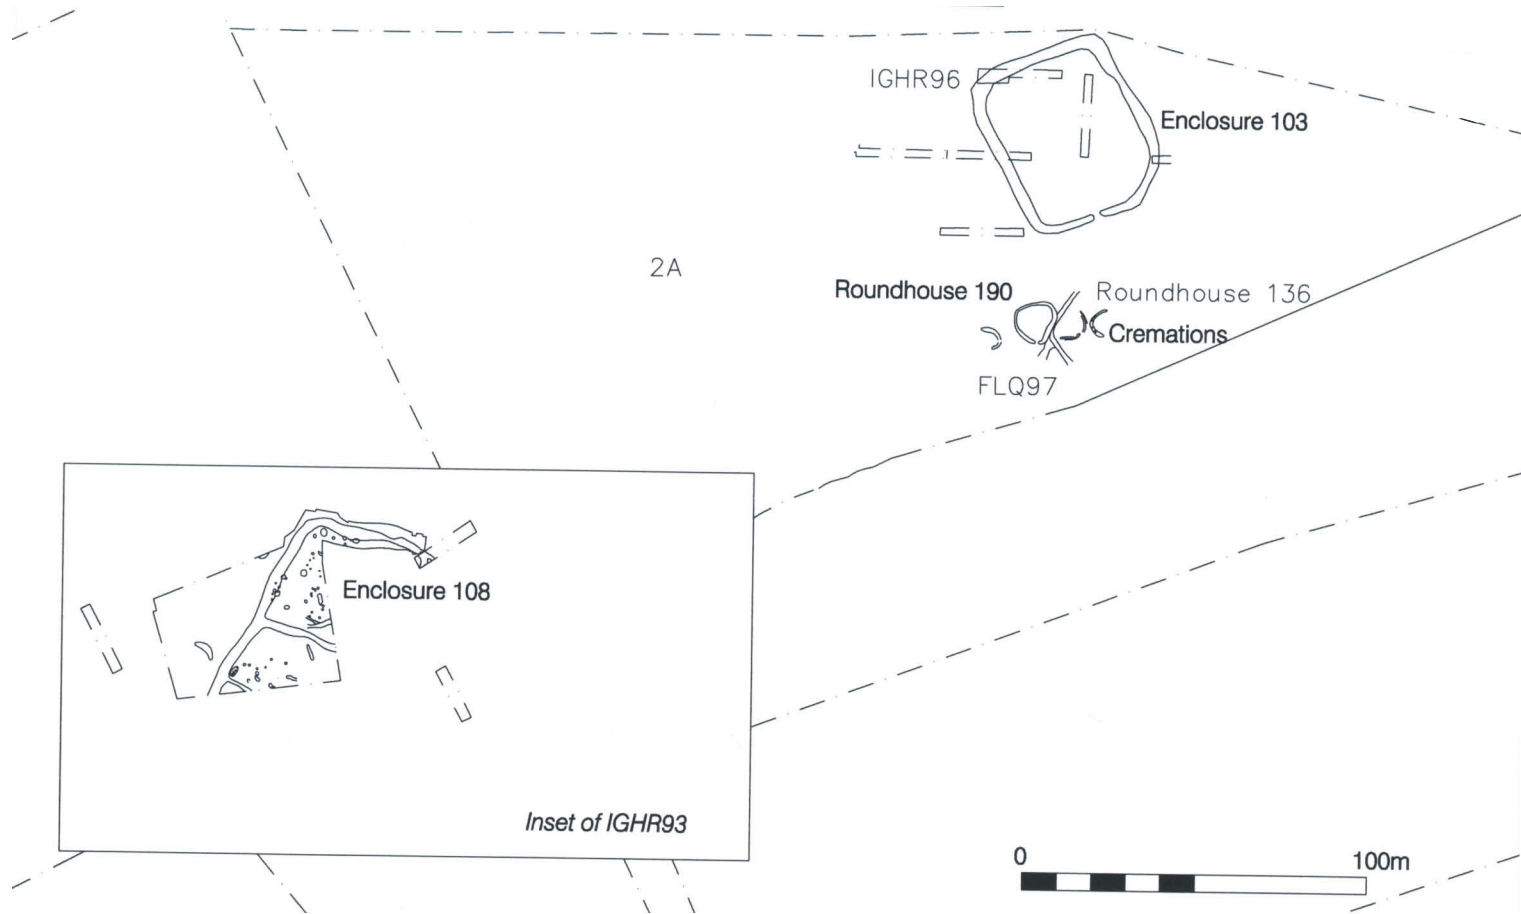 IGHR96
Enclosure 103
2A
Roundhouse 190
Roundhouse 136
Cremations
FLQ97
Enclosure 108
Inset of IGHR93
0
100m